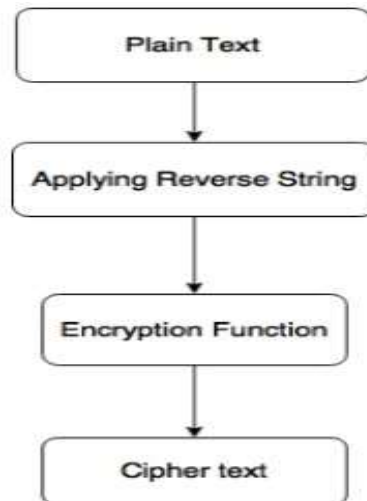 Plain Text
Applying Reverse String
Encryption Function
Cipher text